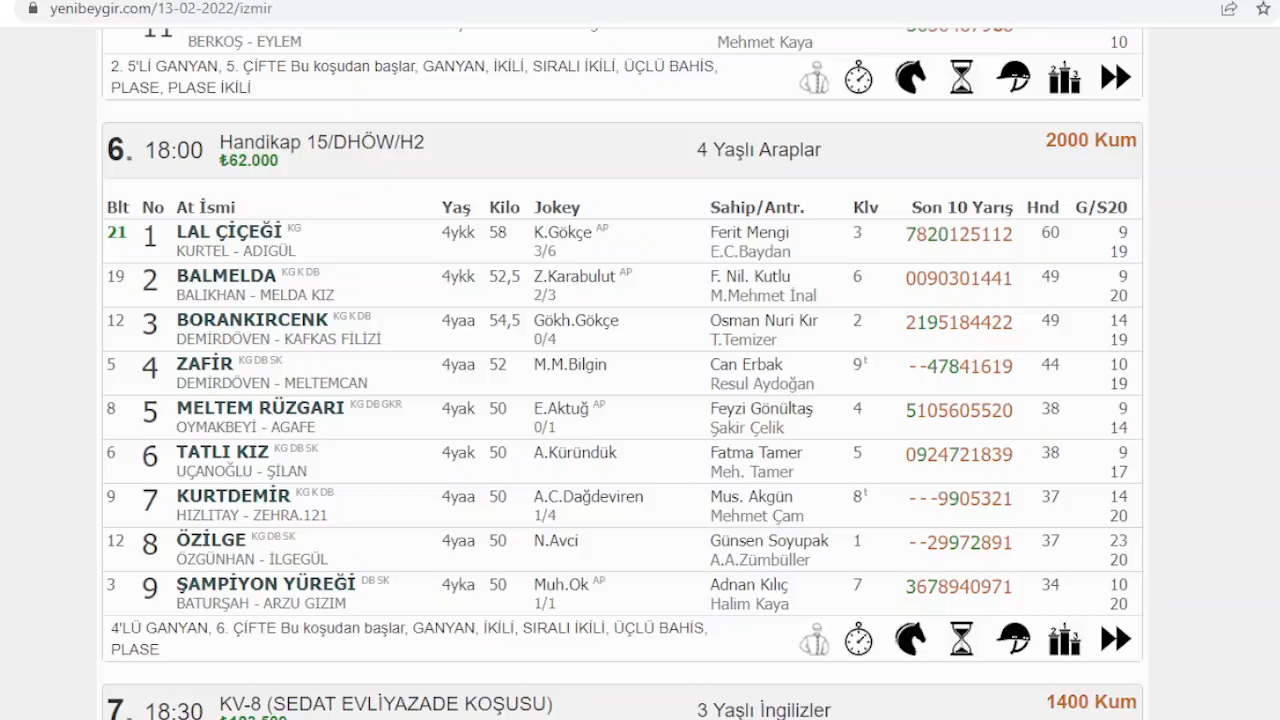 yenibeygir.com/13-02-2022/izmir
BERKOŞ - EYLEM Mehmet Kaya 10
2. 5'Lİ GANYAN, 5. ÇİFTE Bu koşudan başlar, GANYAN, İKİLİ, SIRALI İKİLİ, ÜÇLÜ BAHİS,
PLASE, PLASE İKİLİ
6. 18:00 Handikap 15/DHÖW/H2 4 Yaşlı Araplar 2000 Kum
₺62.000
Blt No At İsmi Yaş Kilo Jokey Sahip/Antr. Klv Son 10 Yarış Hnd G/S20
21 1 LAL ÇİÇEĞİ KG 4ykk 58 K.Gökçe AP Ferit Mengi 3 7820125112 60 9
KURTEL - ADIGÜL 3/6 E.C.Baydan 19
19 2 BALMELDA KG K DB 4ykk 52,5 Z.Karabulut AP F. Nil. Kutlu 6 0090301441 49 9
BALIKHAN - MELDA KIZ 2/3 M.Mehmet İnal 20
12 3 BORANKIRCENK KG K DB 4yaa 54,5 Gökh.Gökçe Osman Nuri Kır 2 2195184422 49 14
DEMİRDÖVEN - KAFKAS FİLİZİ 0/4 T.Temizer 19
5 4 ZAFİR KG DB SK 4yaa 52 M.M.Bilgin Can Erbak 9t --47841619 44 10
DEMİRDÖVEN - MELTEMCAN Resul Aydoğan 19
8 5 MELTEM RÜZGARI KG DB GKR 4yak 50 E.Aktuğ AP Feyzi Gönültaş 4 5105605520 38 9
OYMAKBEYİ - AGAFE 0/1 Şakir Çelik 14
6 6 TATLI KIZ KG DB SK 4yak 50 A.Küründük Fatma Tamer 5 0924721839 38 9
UÇANOĞLU - ŞİLAN Meh. Tamer 17
9 7 KURTDEMİR KG K DB 4yaa 50 A.C.Dağdeviren Mus. Akgün 8t ---9905321 37 14
HIZLITAY - ZEHRA.121 1/4 Mehmet Çam 20
12 8 ÖZİLGE KG DB SK 4yaa 50 N.Avci Günsen Soyupak 1 --29972891 37 23
ÖZGÜNHAN - İLGEGÜL A.A.Zümbüller 20
3 9 ŞAMPİYON YÜREĞİ DB SK 4yka 50 Muh.Ok AP Adnan Kılıç 7 3678940971 34 10
BATURŞAH - ARZU GIZIM 1/1 Halim Kaya 20
4'LÜ GANYAN, 6. ÇİFTE Bu koşudan başlar, GANYAN, İKİLİ, SIRALI İKİLİ, ÜÇLÜ BAHİS,
PLASE
7. 18:30 KV-8 (SEDAT EVLİYAZADE KOŞUSU) 3 Yaşlı İngilizler 1400 Kum